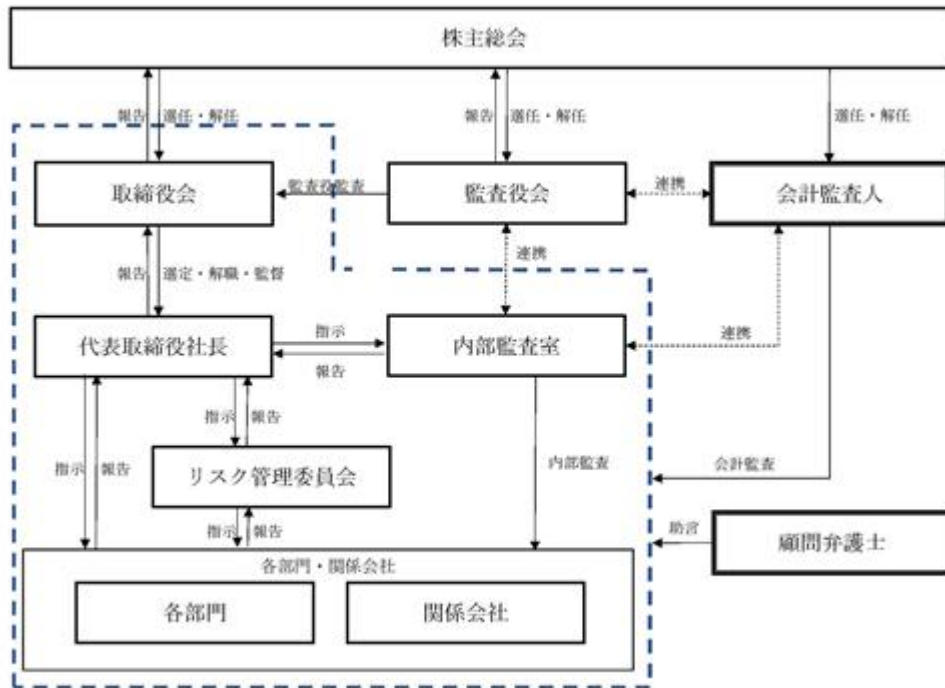 株主総会
報告 選任・解任
報告 選任・解任
選任・解任
取締役会
監査役監査
監査役会
連携
会計監査人
報告 選定・解職・監督
連携
代表取締役社長
指示
報告
内部監査室
連携
指示 報告
指示 報告
リスク管理委員会
内部監査
会計監査
指示 報告
助言
顧問弁護士
各部門・関係会社
各部門
関係会社